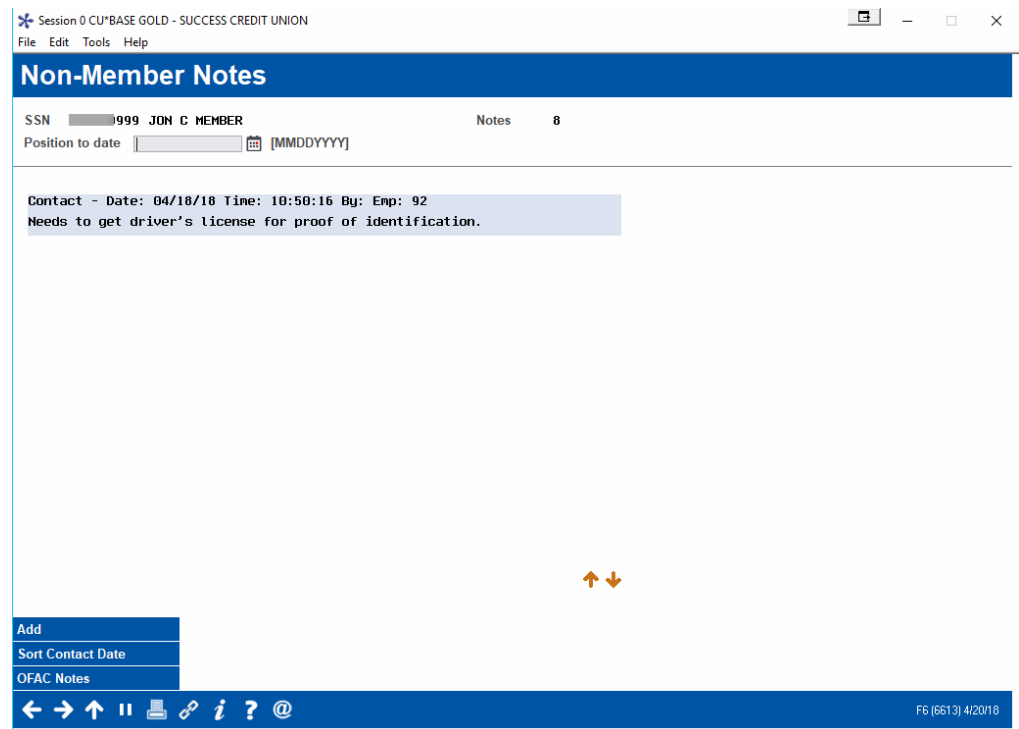 Session 0 CU*BASE GOLD - SUCCESS CREDIT UNION
File Edit Tools Help
Non-Member Notes
SSN 999 JON C MEMBER Notes 8
Position to date [MMDDYYYY]
Contact - Date: 04/18/18 Time: 10:50:16 By: Emp: 92
Needs to get driver's license for proof of identification.
Add
Sort Contact Date
OFAC Notes
F6 (6613) 4/20/18